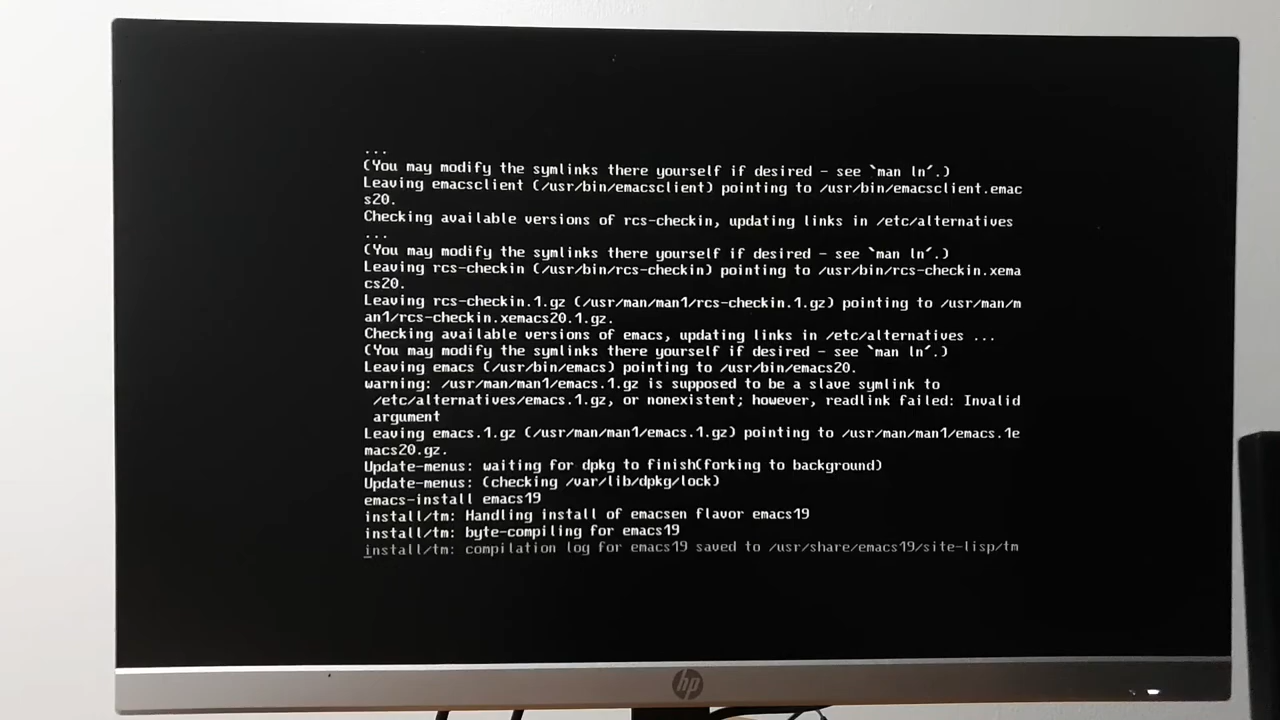 ...
(You may modify the symlinks there yourself if desired - see `man ln´.)
Leaving emacsclient (/usr/bin/emacsclient) pointing to /usr/bin/emacsclient.emac
s20.
Checking available versions of rcs-checkin, updating links in /etc/alternatives
...
(You may modify the symlinks there yourself if desired - see `man ln´.)
Leaving rcs-checkin (/usr/bin/rcs-checkin) pointing to /usr/bin/rcs-checkin.xema
cs20.
Leaving rcs-checkin.1.gz (/usr/man/man1/rcs-checkin.1.gz) pointing to /usr/man/m
an1/rcs-checkin.xemacs20.1.gz.
Checking available versions of emacs, updating links in /etc/alternatives ...
(You may modify the symlinks there yourself if desired - see `man ln´.)
Leaving emacs (/usr/bin/emacs) pointing to /usr/bin/emacs20.
warning: /usr/man/man1/emacs.1.gz is supposed to be a slave symlink to
/etc/alternatives/emacs.1.gz, or nonexistent; however, readlink failed: Invalid
argument
Leaving emacs.1.gz (/usr/man/man1/emacs.1.gz) pointing to /usr/man/man1/emacs.1e
macs20.gz.
Update-menus: waiting for dpkg to finish(forking to background)
Update-menus: (checking /var/lib/dpkg/lock)
emacs-install emacs19
install/tm: Handling install of emacsen flavor emacs19
install/tm: byte-compiling for emacs19
install/tm: compilation log for emacs19 saved to /usr/share/emacs19/site-lisp/tm
hp